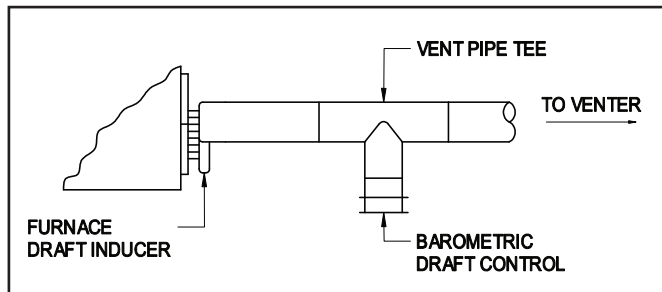 VENT PIPE TEE
TO VENTER
FURNACE
DRAFT INDUCER
BAROMETRIC
DRAFT CONTROL